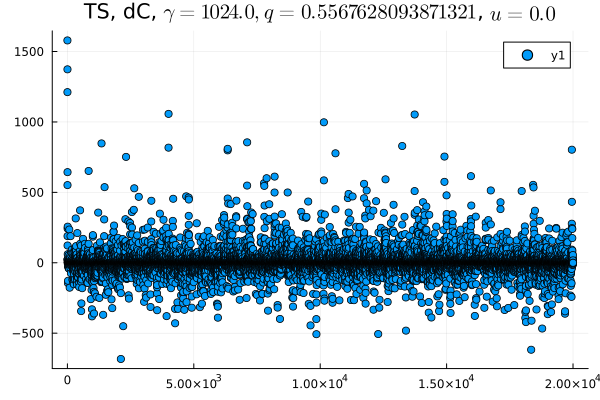 TS, dC, γ = 1024.0, q = 0.5567628093871321, u = 0.0
y1
1500
1000
500
0
−500
0 5.00×10³ 1.00×10⁴ 1.50×10⁴ 2.00×10⁴